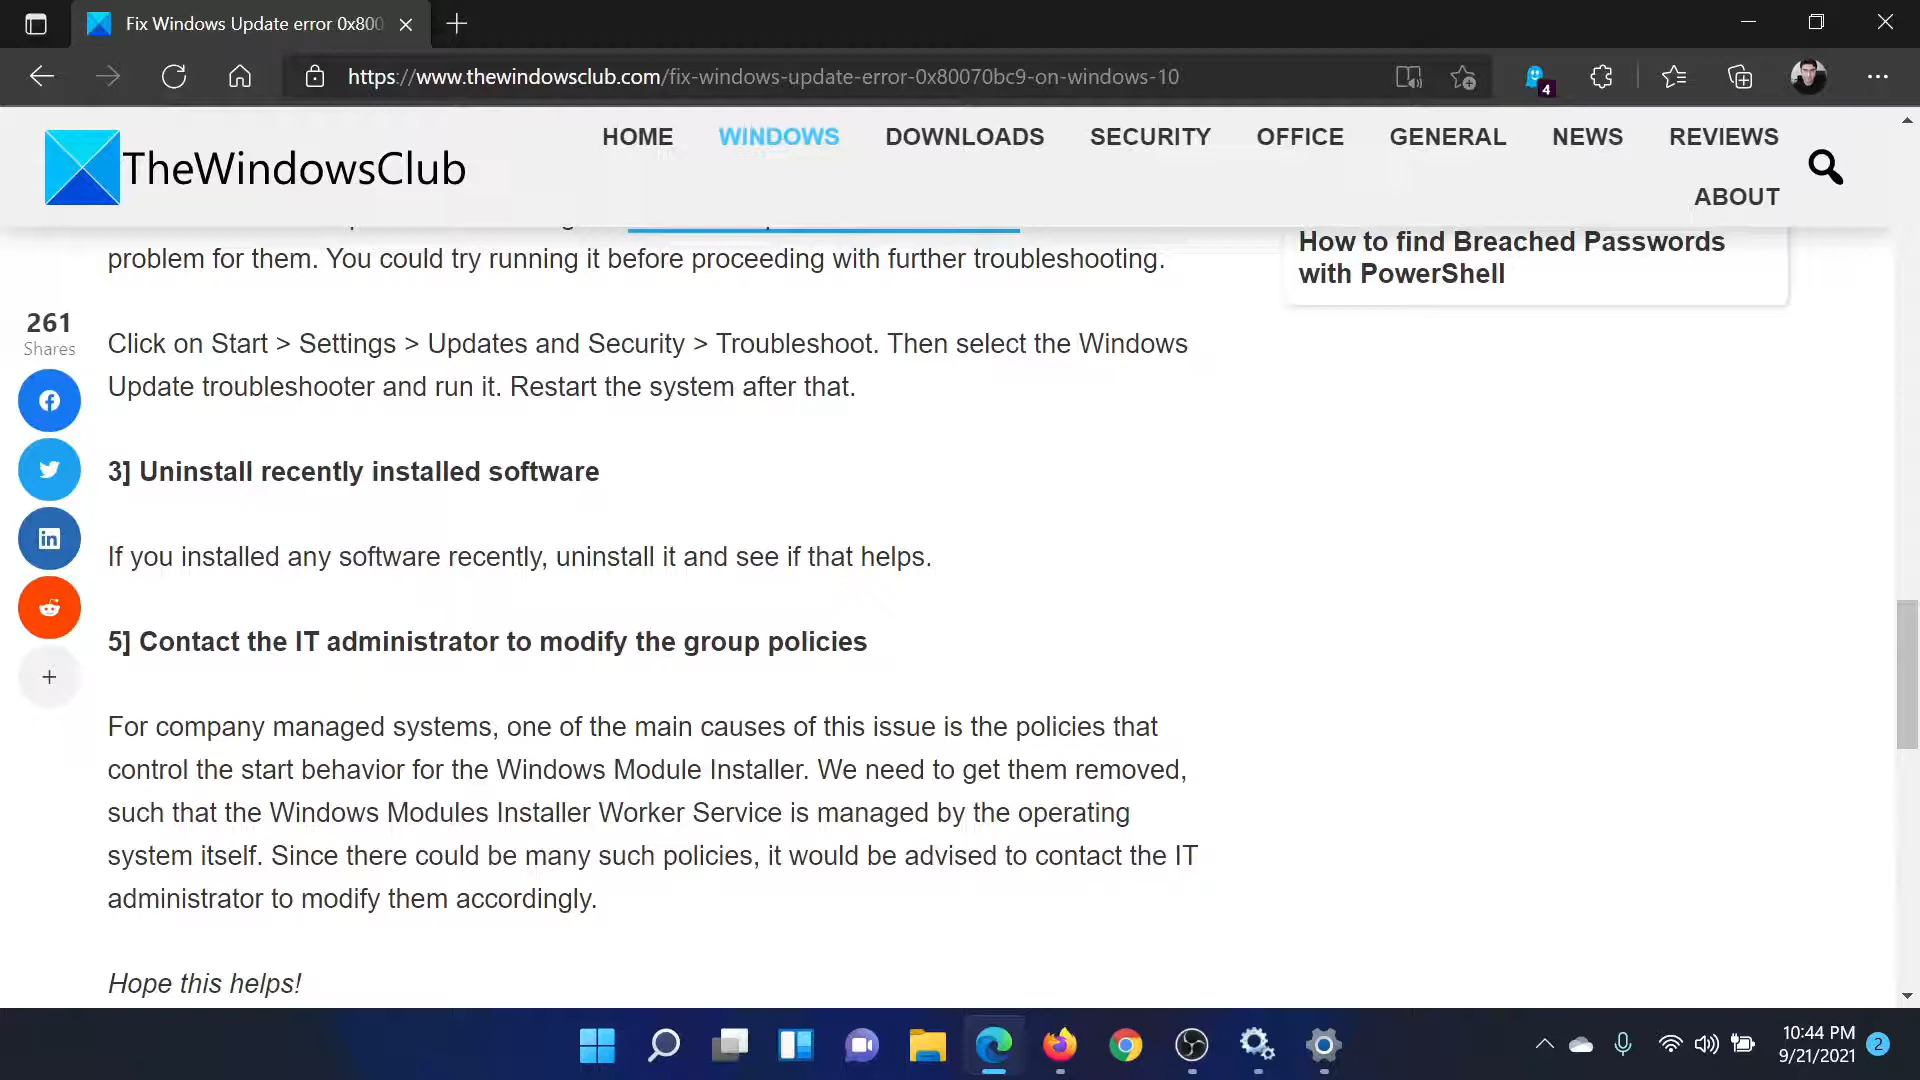 Fix Windows Update error 0x800
https://www.thewindowsclub.com/fix-windows-update-error-0x80070bc9-on-windows-10
4
TheWindowsClub
HOME WINDOWS DOWNLOADS SECURITY OFFICE GENERAL NEWS REVIEWS
ABOUT
problem for them. You could try running it before proceeding with further troubleshooting.
Click on Start > Settings > Updates and Security > Troubleshoot. Then select the Windows
Update troubleshooter and run it. Restart the system after that.
3] Uninstall recently installed software
If you installed any software recently, uninstall it and see if that helps.
5] Contact the IT administrator to modify the group policies
For company managed systems, one of the main causes of this issue is the policies that
control the start behavior for the Windows Module Installer. We need to get them removed,
such that the Windows Modules Installer Worker Service is managed by the operating
system itself. Since there could be many such policies, it would be advised to contact the IT
administrator to modify them accordingly.
Hope this helps!
How to find Breached Passwords
with PowerShell
261
Shares
10:44 PM
9/21/2021
2